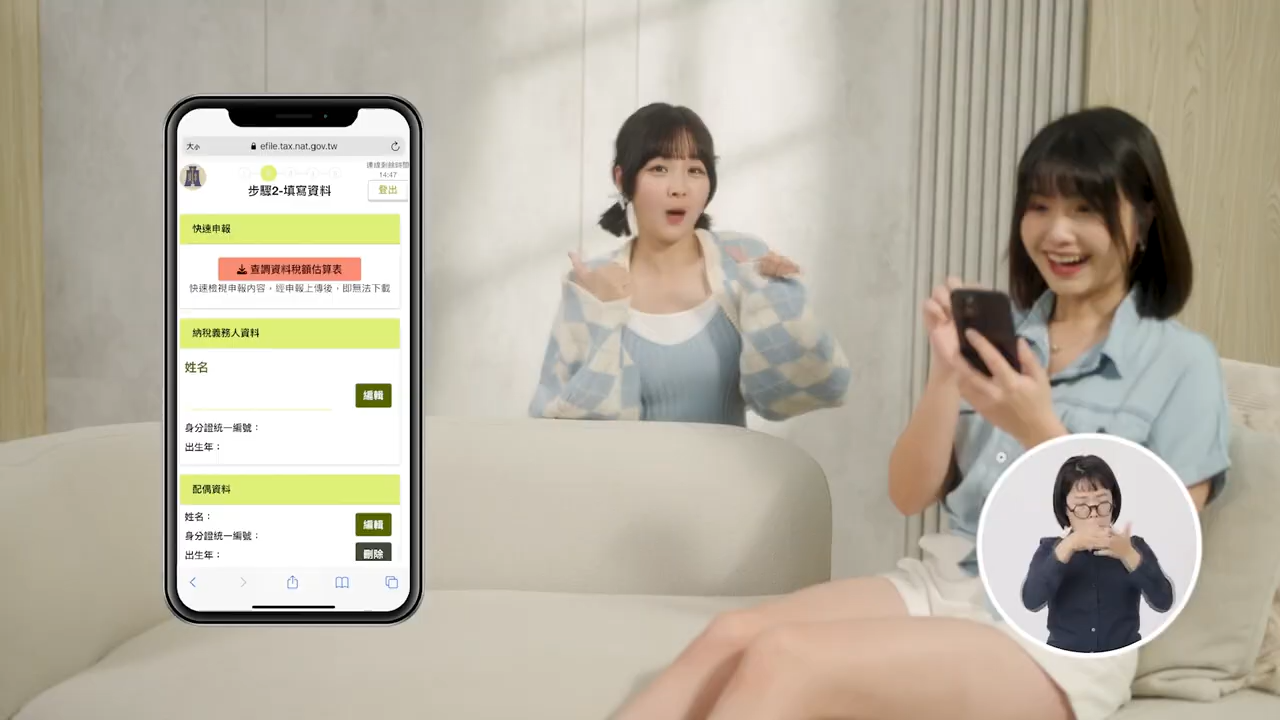 大小
efile.tax.nat.gov.tw
連線剩餘時間
14:47
步驟2-填寫資料
登出
快速申報
查調資料稅額估算表
快速檢視申報內容，經申報上傳後，即無法下載
納稅義務人資料
姓名
編輯
身分證統一編號：
出生年：
配偶資料
姓名：
編輯
身分證統一編號：
出生年：
刪除